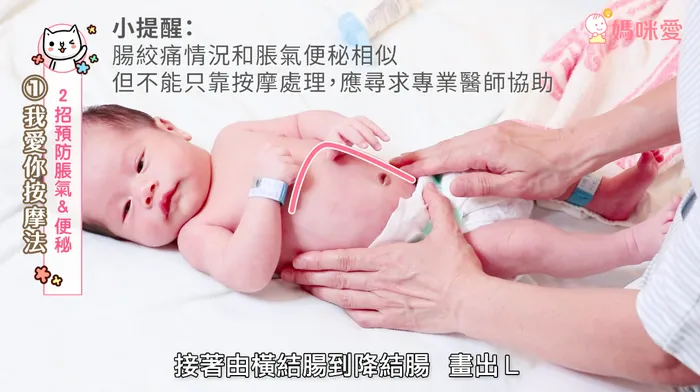 小提醒：
腸絞痛情況和脹氣便秘相似
但不能只靠按摩處理，應尋求專業醫師協助
媽咪愛
2招預防脹氣&便秘
①我愛你按摩法
接著由橫結腸到降結腸 畫出L